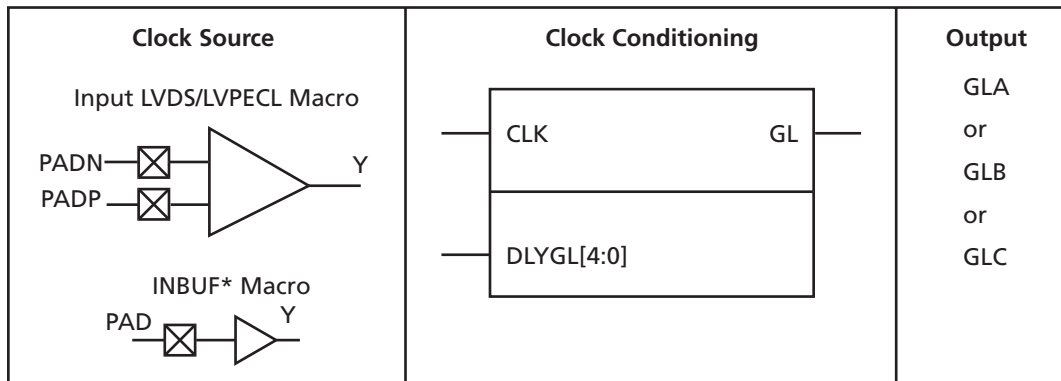 Clock Source
Input LVDS/LVPECL Macro
PADN
PADP
Y
INBUF* Macro
PAD
Y
Clock Conditioning
CLK
GL
DLYGL[4:0]
Output
GLA
or
GLB
or
GLC